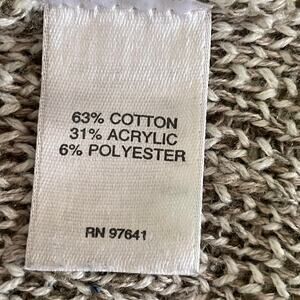 63% COTTON
31% ACRYLIC
6% POLYESTER
RN 97641